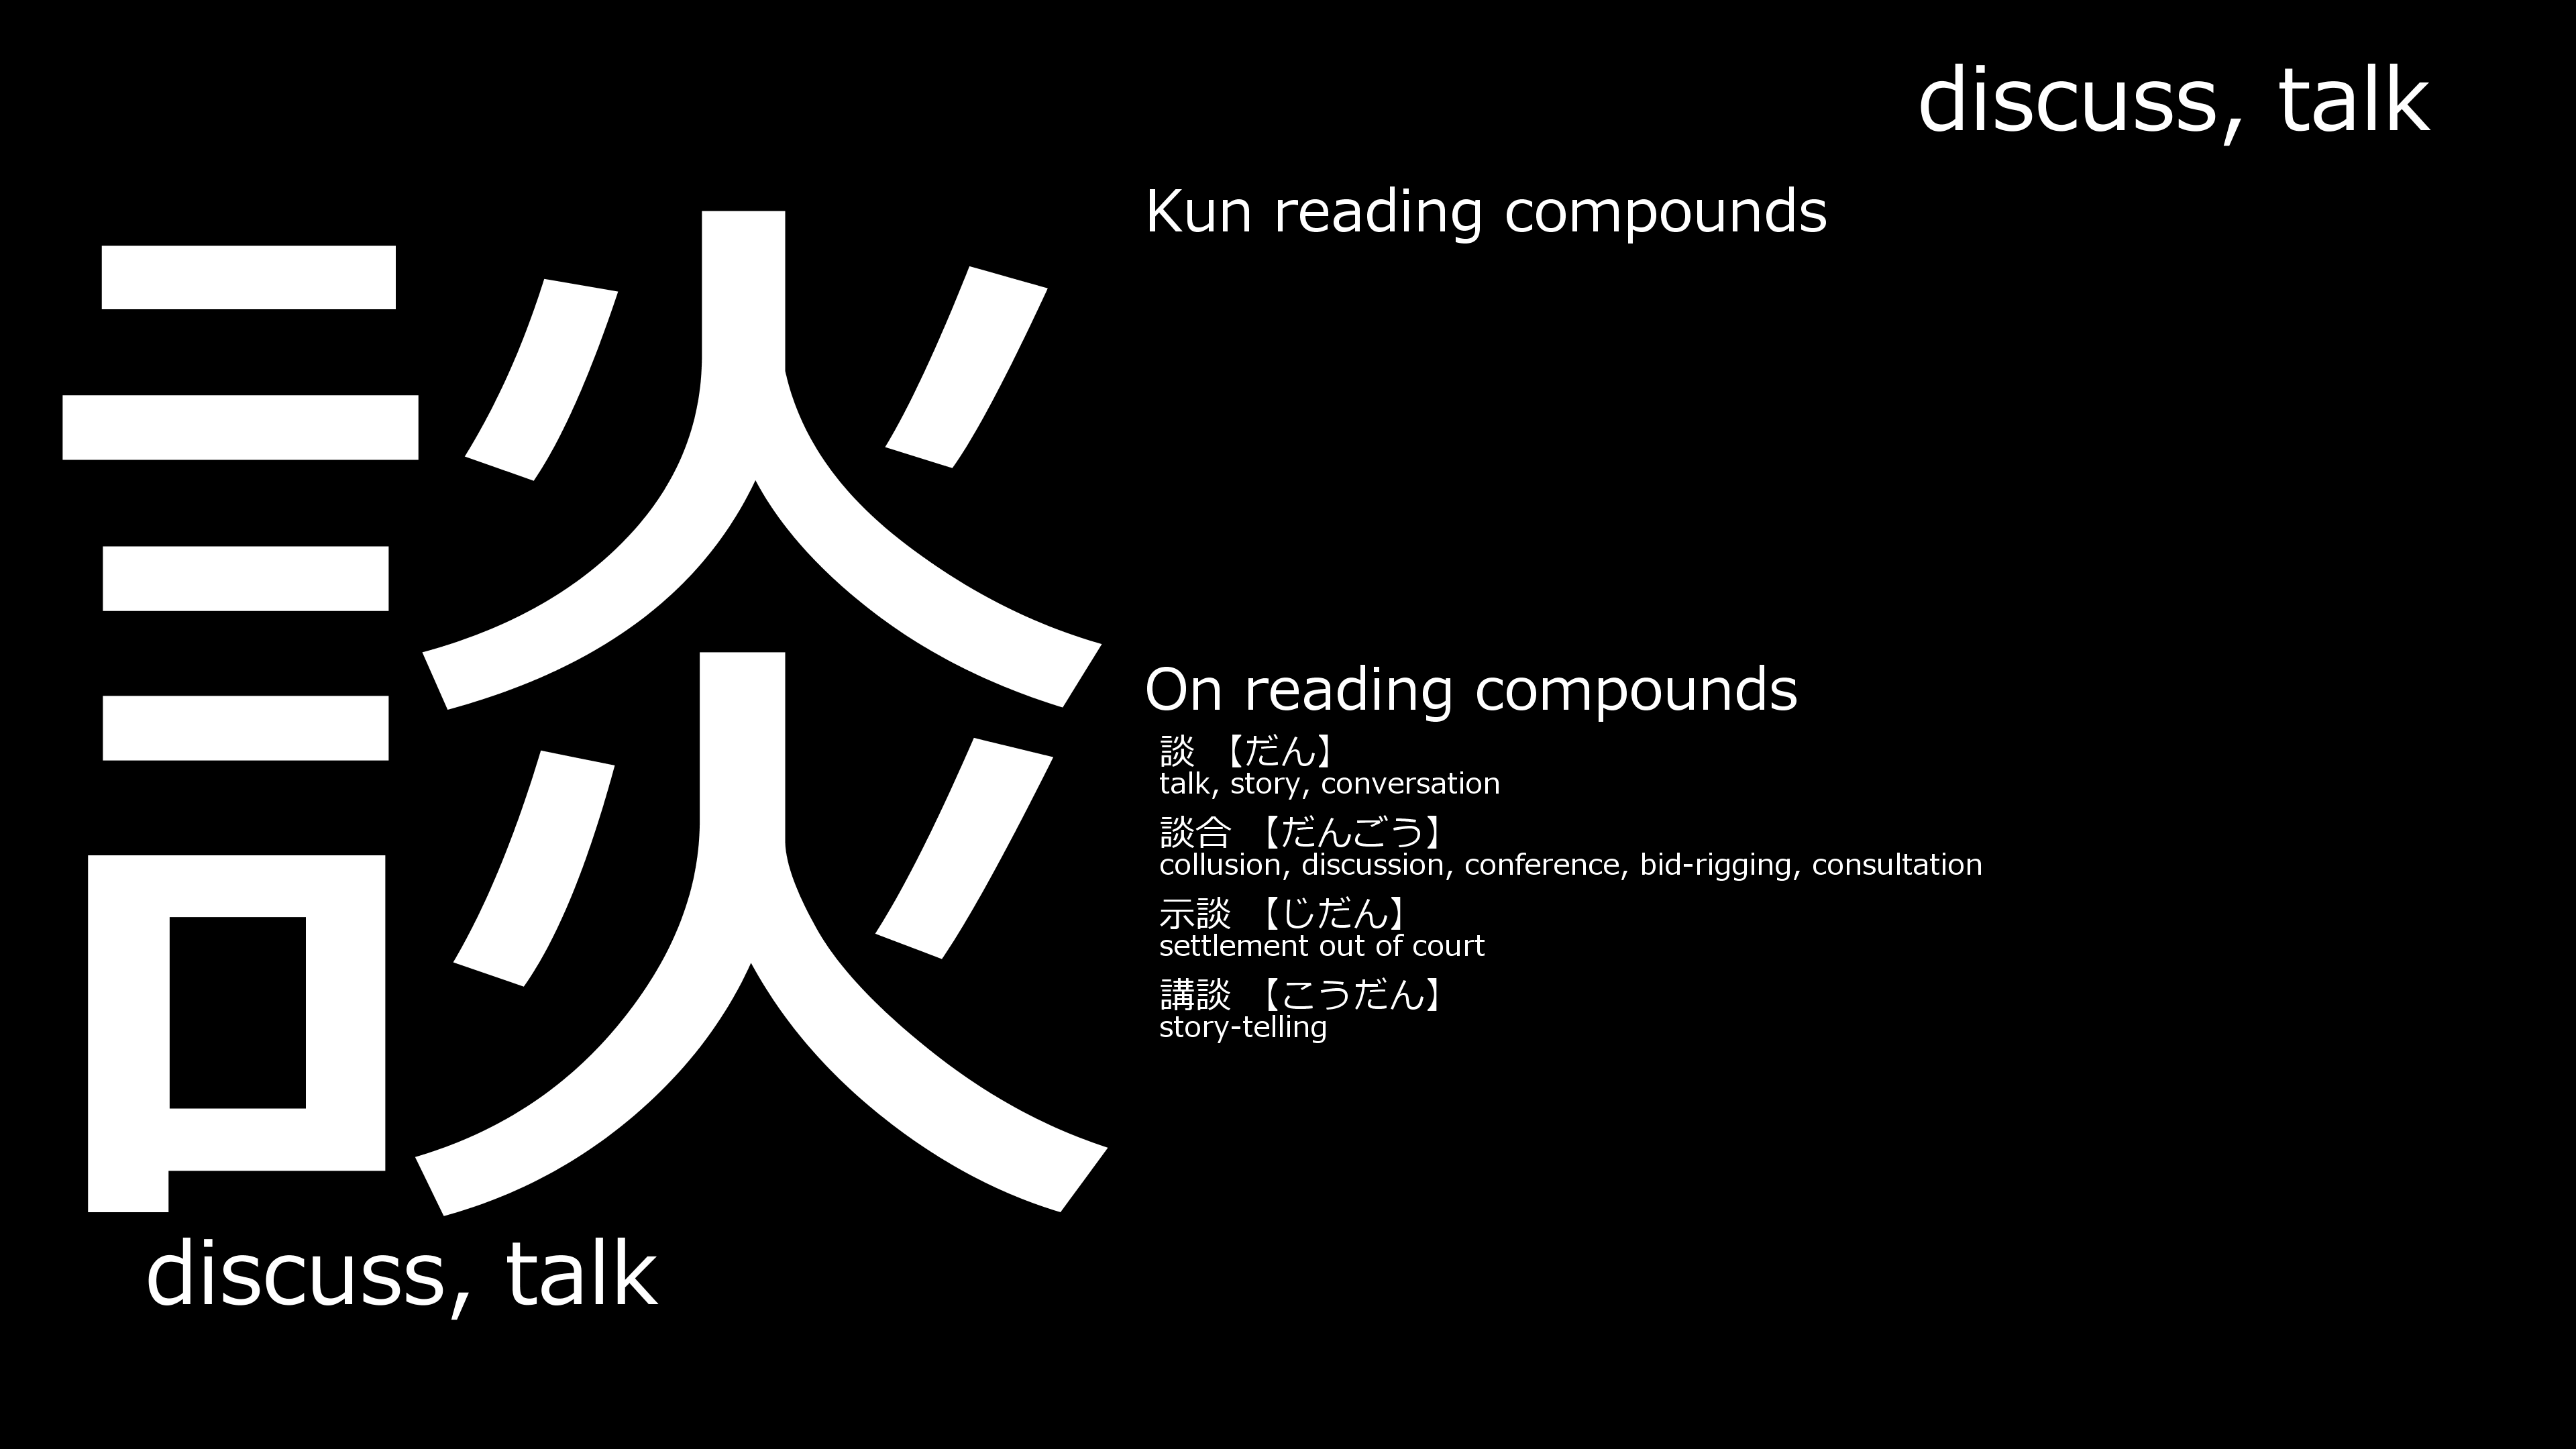 discuss, talk
談
discuss, talk
Kun reading compounds
On reading compounds
談 【だん】
talk, story, conversation
談合 【だんごう】
collusion, discussion, conference, bid-rigging, consultation
示談 【じだん】
settlement out of court
講談 【こうだん】
story-telling